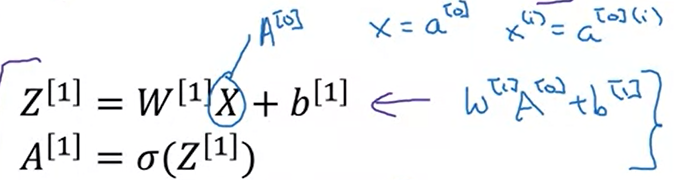 A^[0] x = a^[0] x^(i) = a^[0](i)
Z^[1] = W^[1]X + b^[1] ← W^[1]A^[0] + b^[1]
A^[1] = σ(Z^[1])